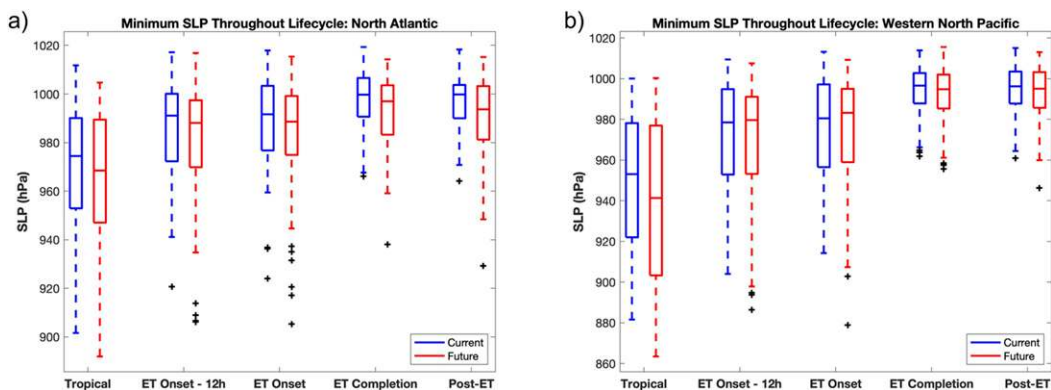 a)
Minimum SLP Throughout Lifecycle: North Atlantic
1020
1000
980
960
940
920
900
SLP (hPa)
Current
Future
Tropical
ET Onset - 12h
ET Onset
ET Completion
Post-ET
b)
Minimum SLP Throughout Lifecycle: Western North Pacific
1020
1000
980
960
940
920
900
880
860
SLP (hPa)
Current
Future
Tropical
ET Onset - 12h
ET Onset
ET Completion
Post-ET